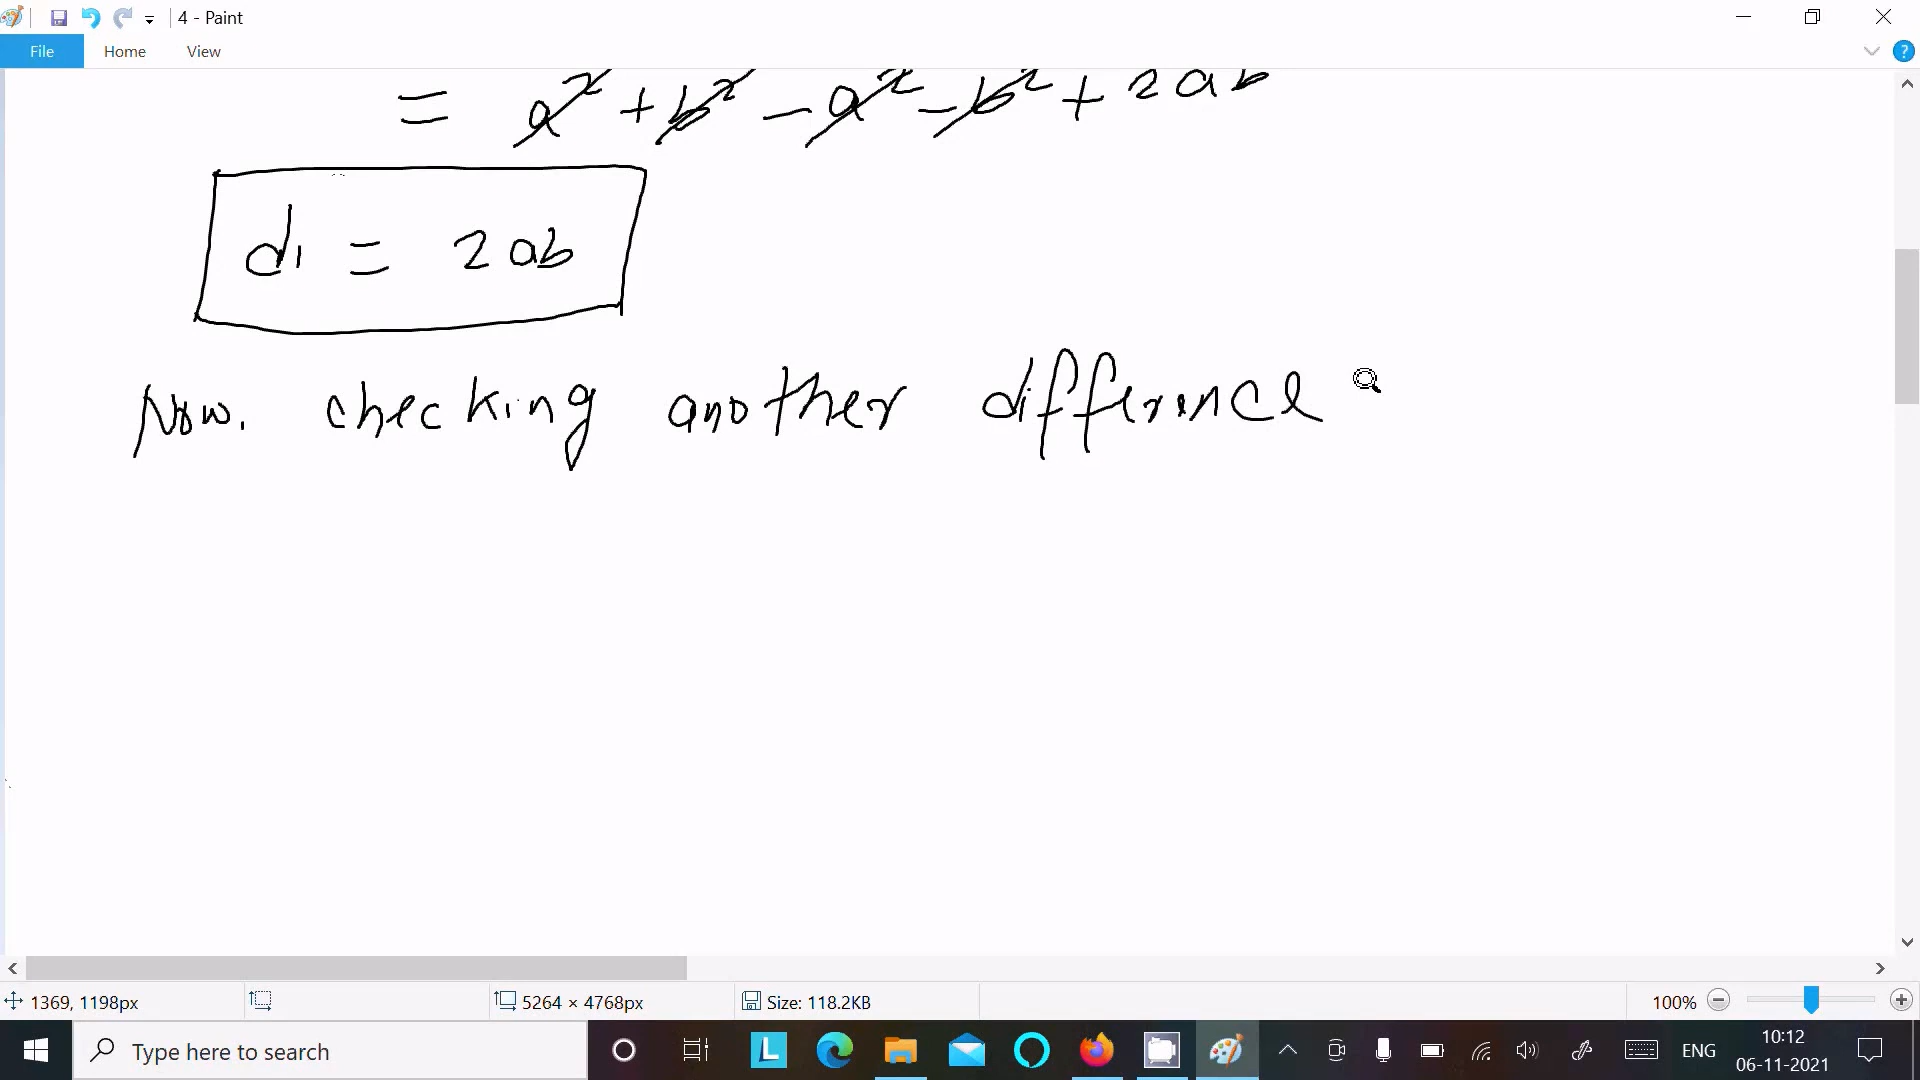 4 - Paint
File Home View
= a² + b² - a² - b² + 2ab
d1 = 2ab
Now. checking another difference
1369, 1198px 5264 × 4768px Size: 118.2KB 100%
Type here to search L ENG 10:12
06-11-2021